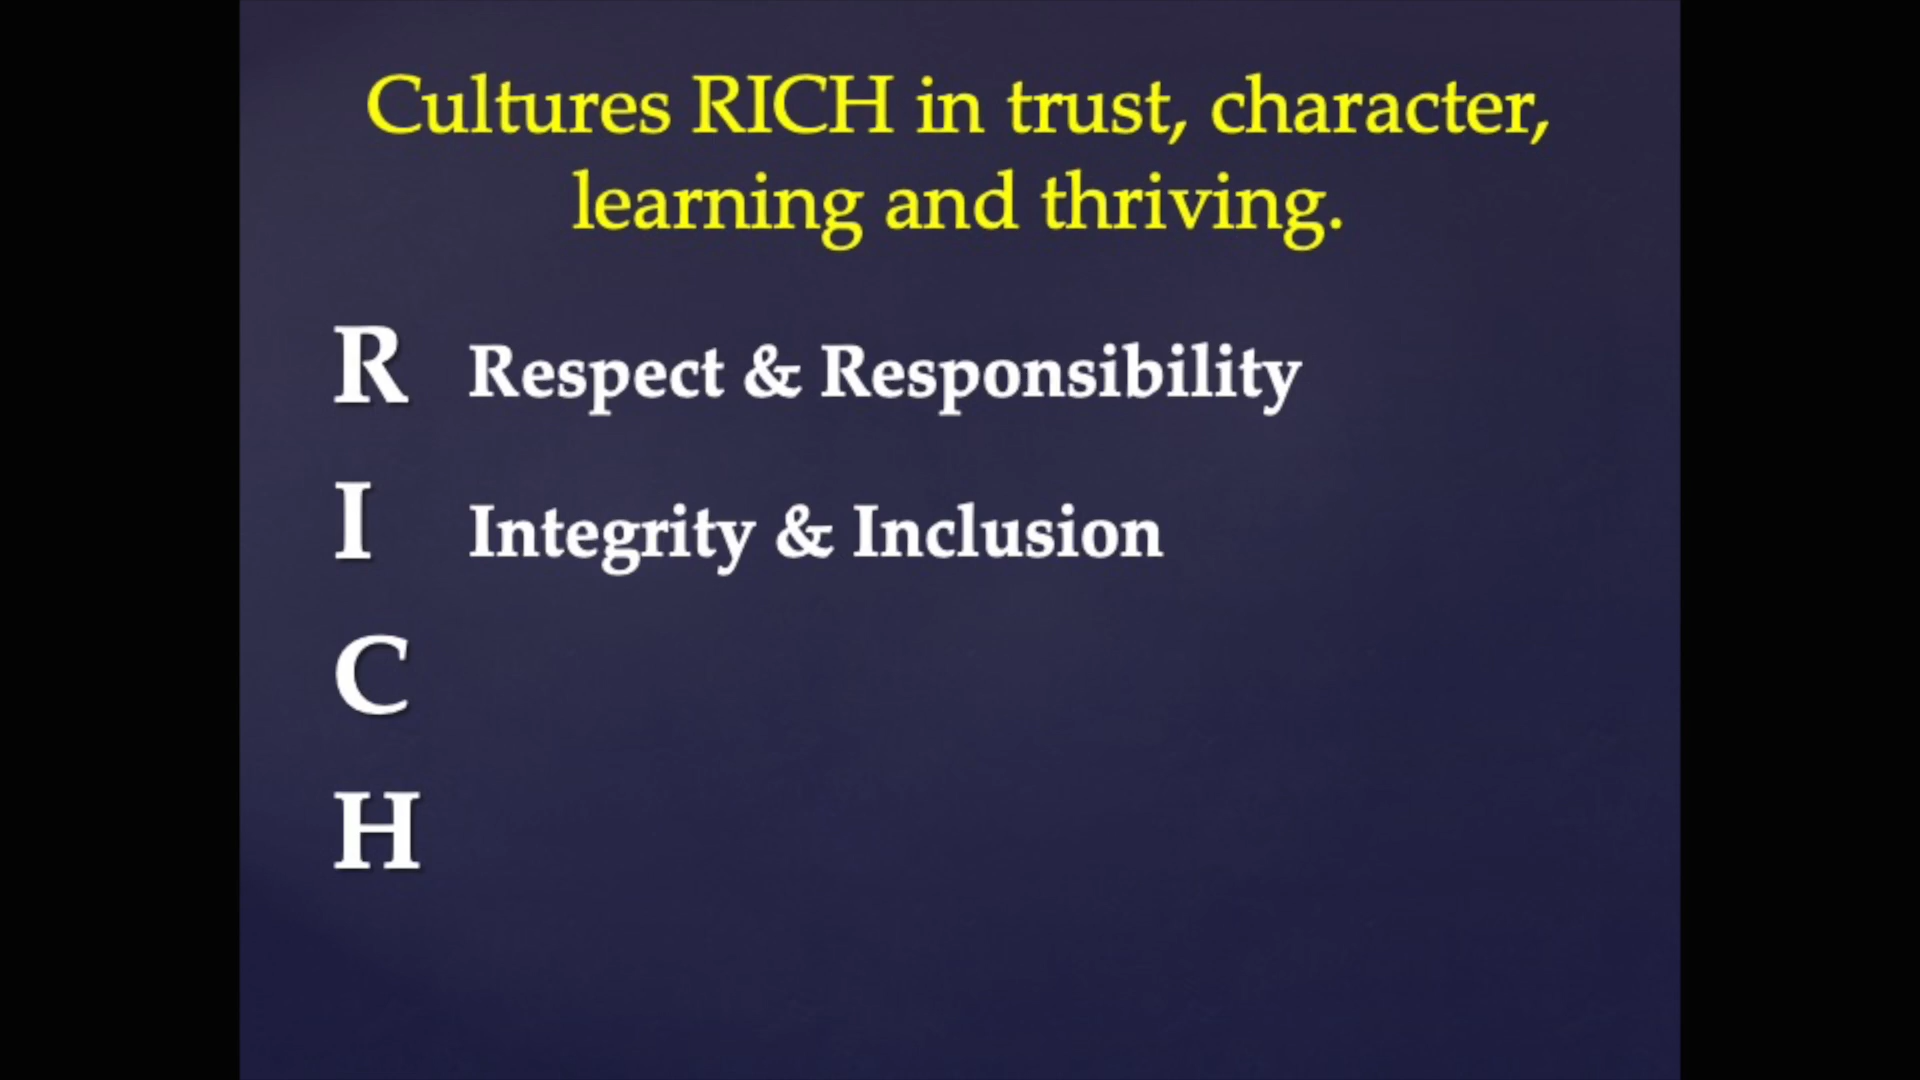 Cultures RICH in trust, character,
learning and thriving.
R Respect & Responsibility
I Integrity & Inclusion
C
H